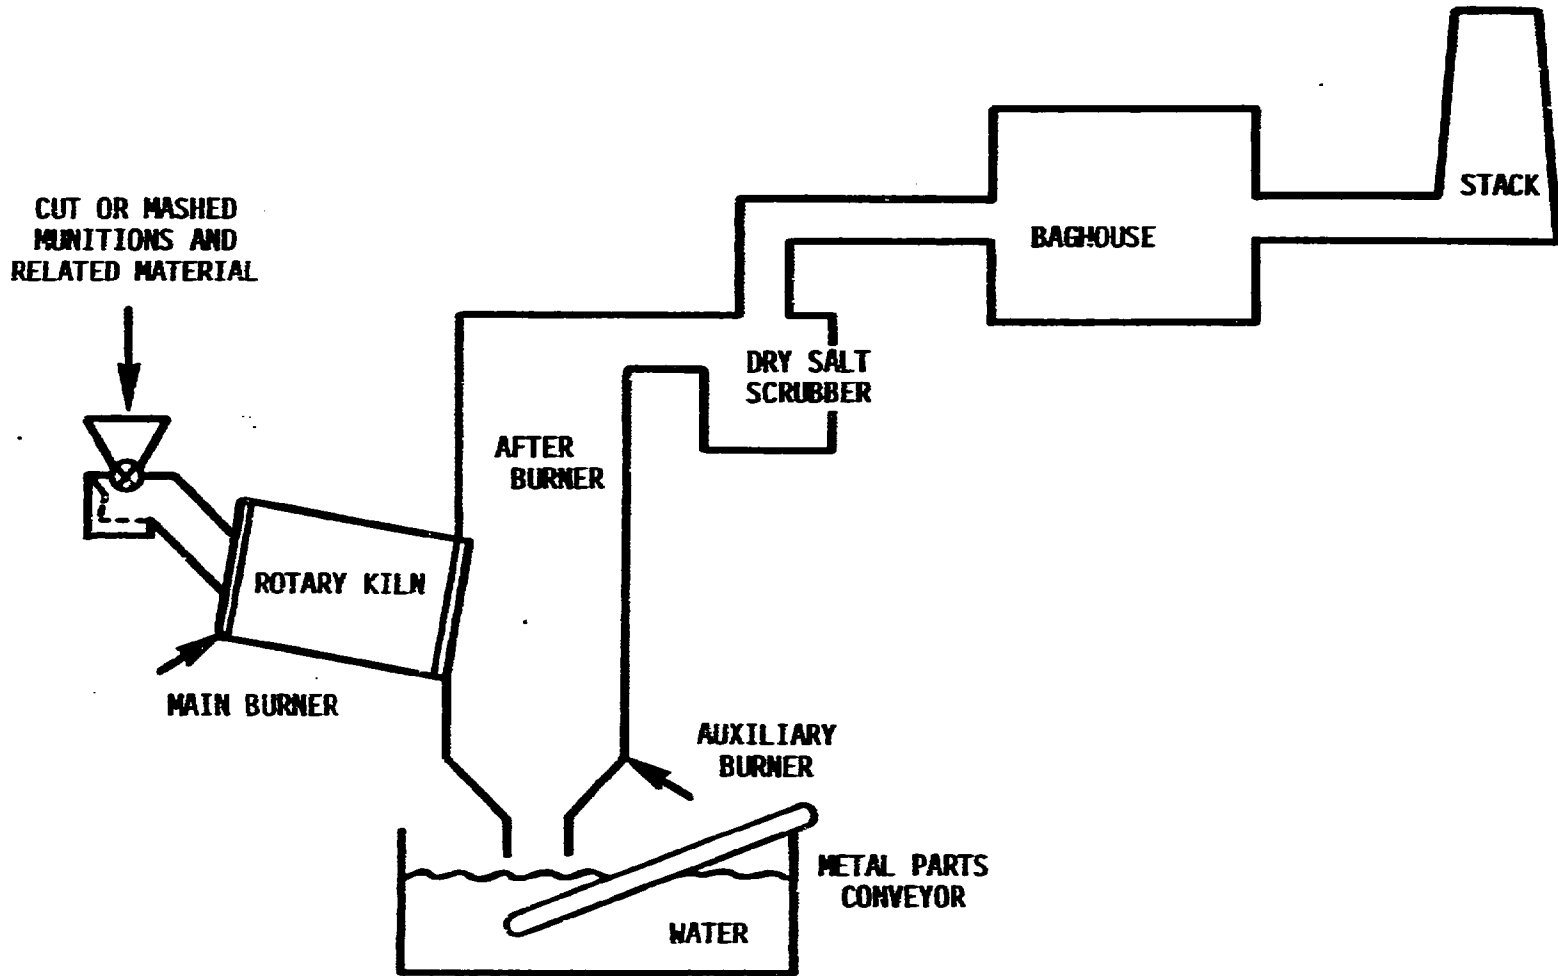 CUT OR MASHED
MUNITIONS AND
RELATED MATERIAL
STACK
BAGHOUSE
DRY SALT
SCRUBBER
AFTER
BURNER
ROTARY KILN
MAIN BURNER
AUXILIARY
BURNER
METAL PARTS
CONVEYOR
WATER